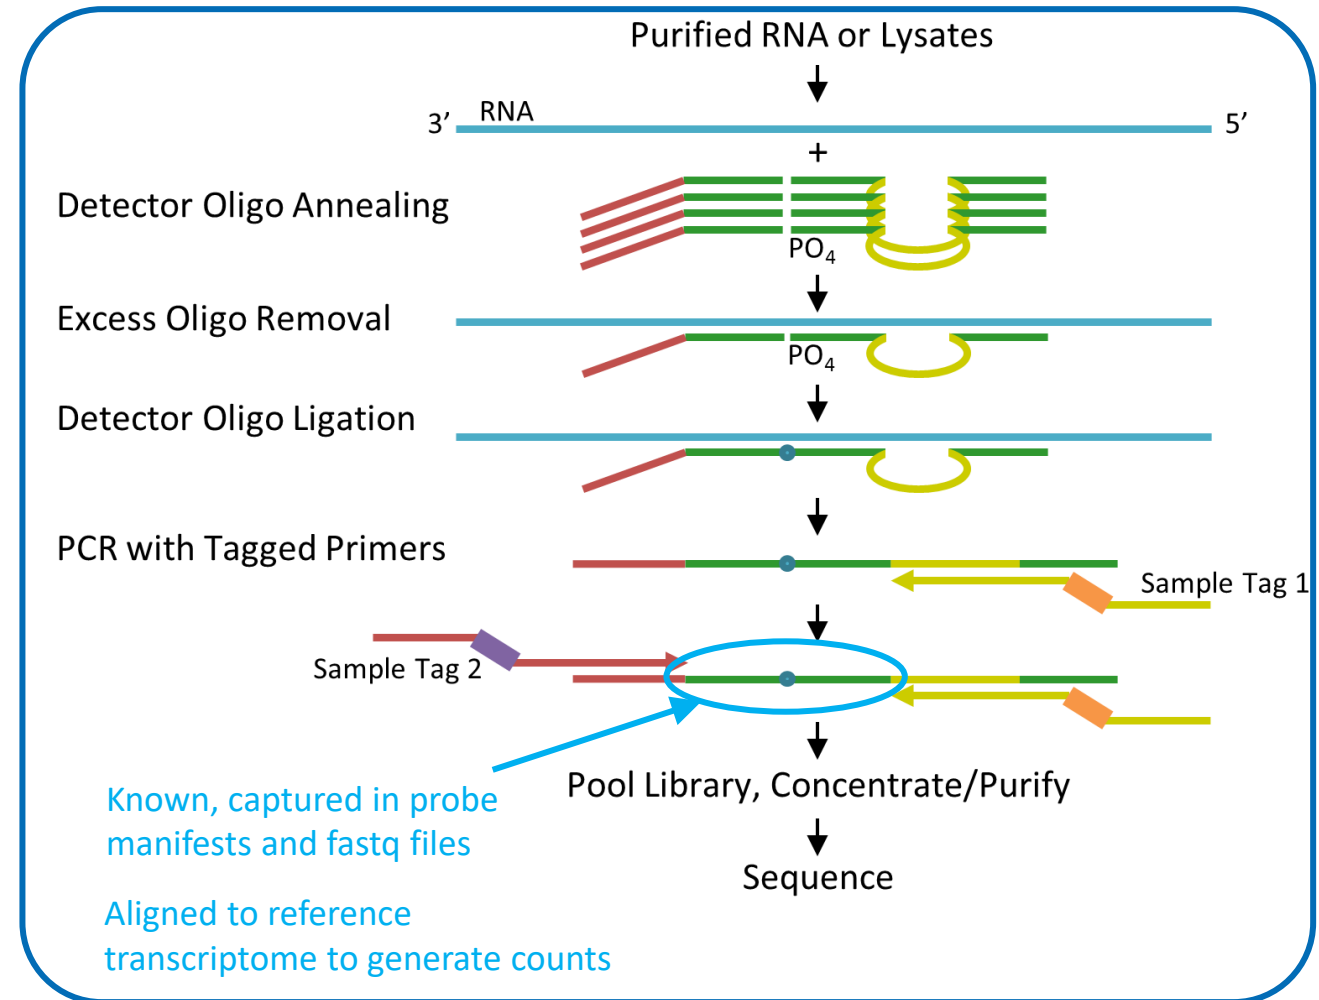 Purified RNA or Lysates
3’ RNA 5’
+
Detector Oligo Annealing
PO₄
Excess Oligo Removal
PO₄
Detector Oligo Ligation
PCR with Tagged Primers
Sample Tag 1
Sample Tag 2
Pool Library, Concentrate/Purify
Known, captured in probe
manifests and fastq files
Sequence
Aligned to reference
transcriptome to generate counts